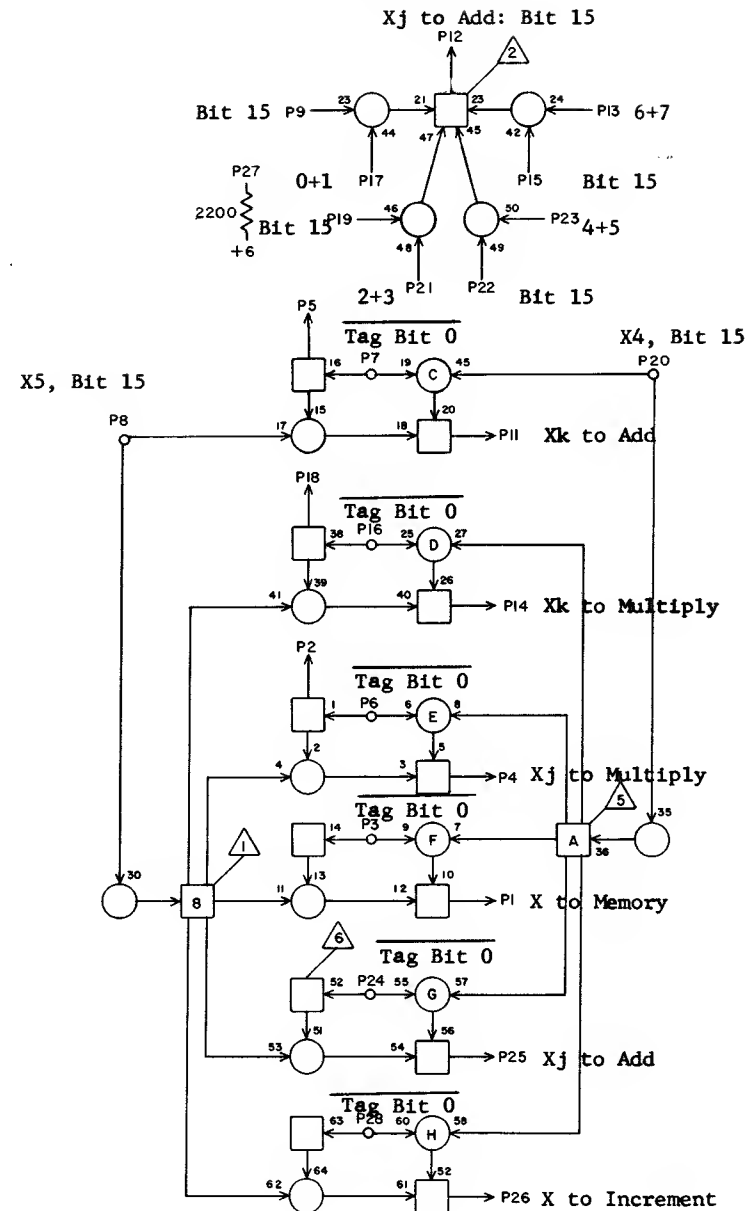 Xj to Add: Bit 15
P12
2
Bit 15 P9 23 21 23 24 P13 6+7
44 47 45 42
P27 0+1 P17 P15 Bit 15
2200 Bit 15 P19 46 50 P23 4+5
+6 48 49
P21 P22
2+3 Bit 15
P5 Tag Bit 0 X4, Bit 15
X5, Bit 15 16 P7 19 C 45 P20
P8 15 20
17 18 P11 Xk to Add
P18 Tag Bit 0
38 P16 25 D 27
39 26
41 40 P14 Xk to Multiply
P2 Tag Bit 0
1 P6 6 E 8
2 5
4 3 P4 Xj to Multiply
Tag Bit 0 5
14 P3 9 F 7 A 36 35
1 13 10
30 8 11 12 P1 X to Memory
6 Tag Bit 0
52 P24 55 G 57
51 56
53 54 P25 Xj to Add
Tag Bit 0
63 P28 60 H 58
64 52
62 61 P26 X to Increment